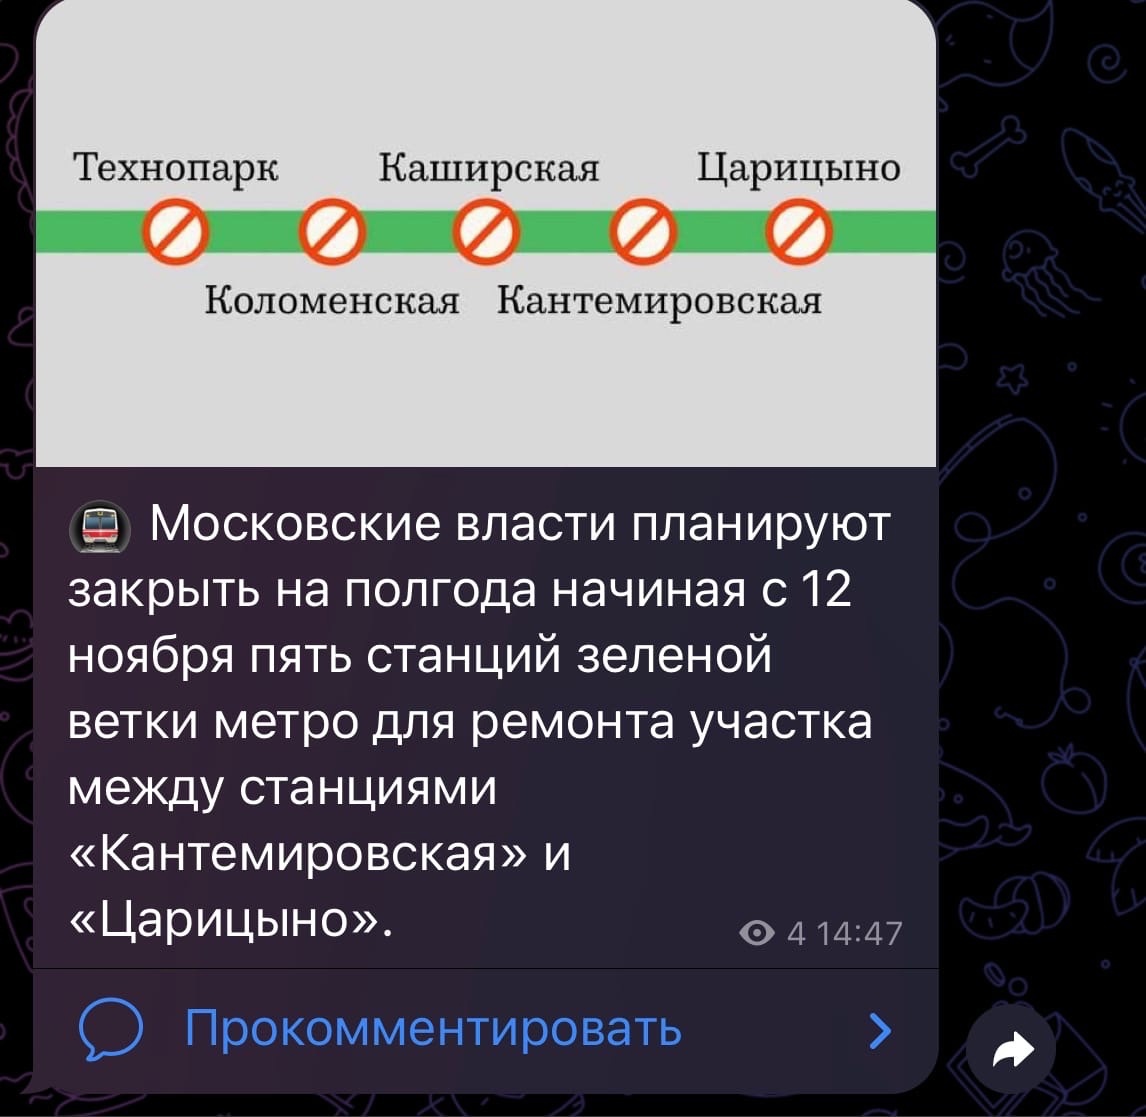 Технопарк Каширская Царицыно
Коломенская Кантемировская
Московские власти планируют
закрыть на полгода начиная с 12
ноября пять станций зеленой
ветки метро для ремонта участка
между станциями
«Кантемировская» и
«Царицыно».
4 14:47
Прокомментировать